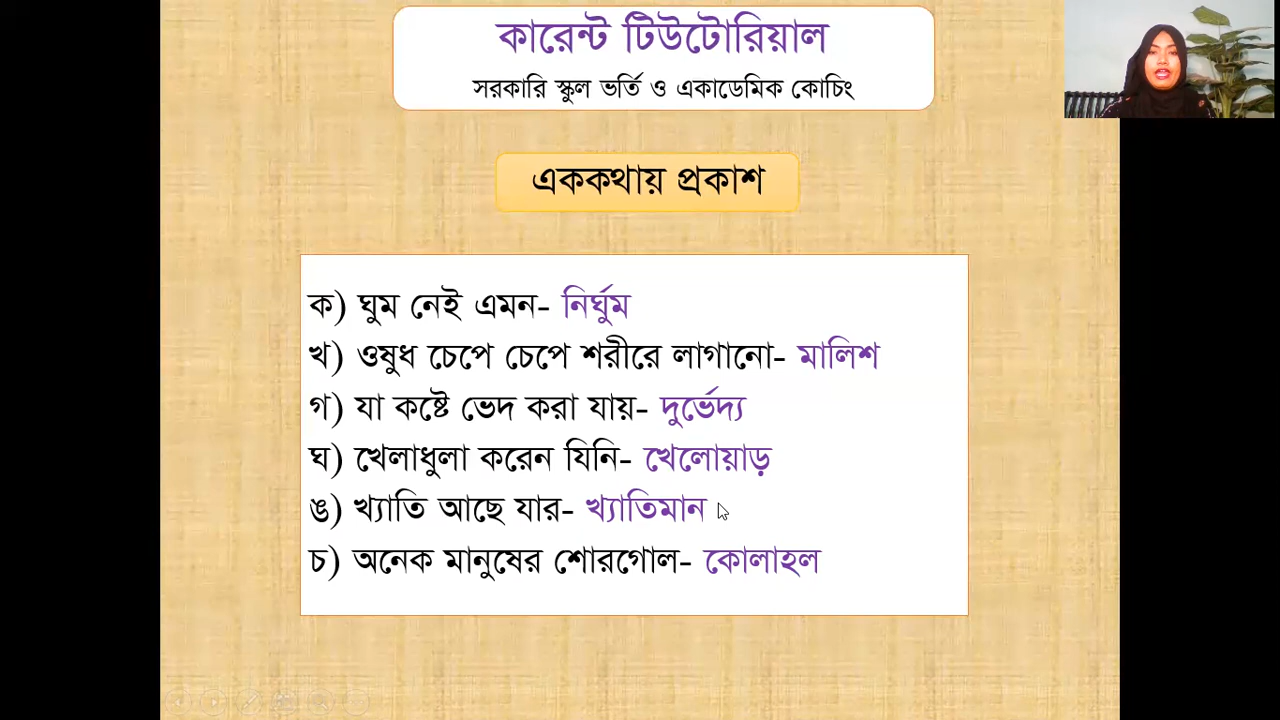 কারেন্ট টিউটোরিয়াল
সরকারি স্কুল ভর্তি ও একাডেমিক কোচিং
এককথায় প্রকাশ
ক) ঘুম নেই এমন- নির্ঘুম
খ) ওষুধ চেপে চেপে শরীরে লাগানো- মালিশ
গ) যা কষ্টে ভেদ করা যায়- দুর্ভেদ্য
ঘ) খেলাধুলা করেন যিনি- খেলোয়াড়
ঙ) খ্যাতি আছে যার- খ্যাতিমান
চ) অনেক মানুষের শোরগোল- কোলাহল